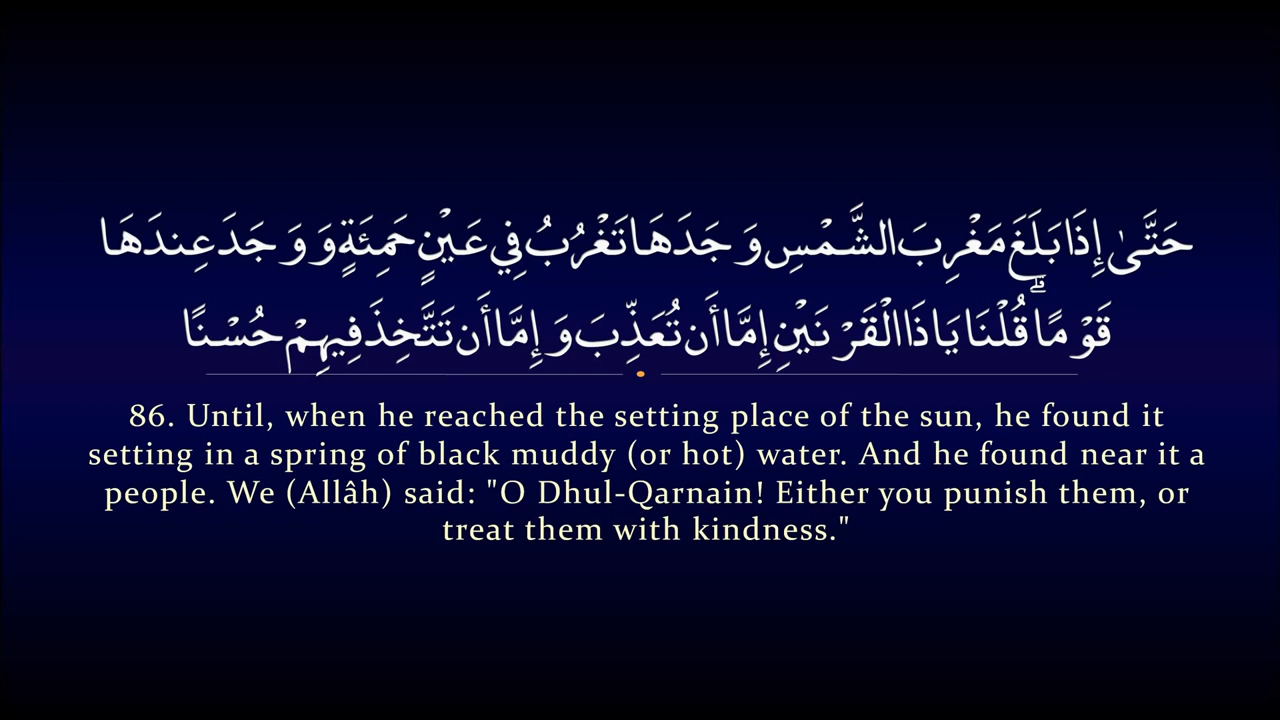 حَتَّىٰ إِذَا بَلَغَ مَغْرِبَ الشَّمْسِ وَجَدَهَا تَغْرُبُ فِي عَيْنٍ حَمِئَةٍ وَوَجَدَ عِندَهَا
قَوْمًا ۗ قُلْنَا يَا ذَا الْقَرْنَيْنِ إِمَّا أَن تُعَذِّبَ وَإِمَّا أَن تَتَّخِذَ فِيهِمْ حُسْنًا
86. Until, when he reached the setting place of the sun, he found it
setting in a spring of black muddy (or hot) water. And he found near it a
people. We (Allâh) said: "O Dhul-Qarnain! Either you punish them, or
treat them with kindness."